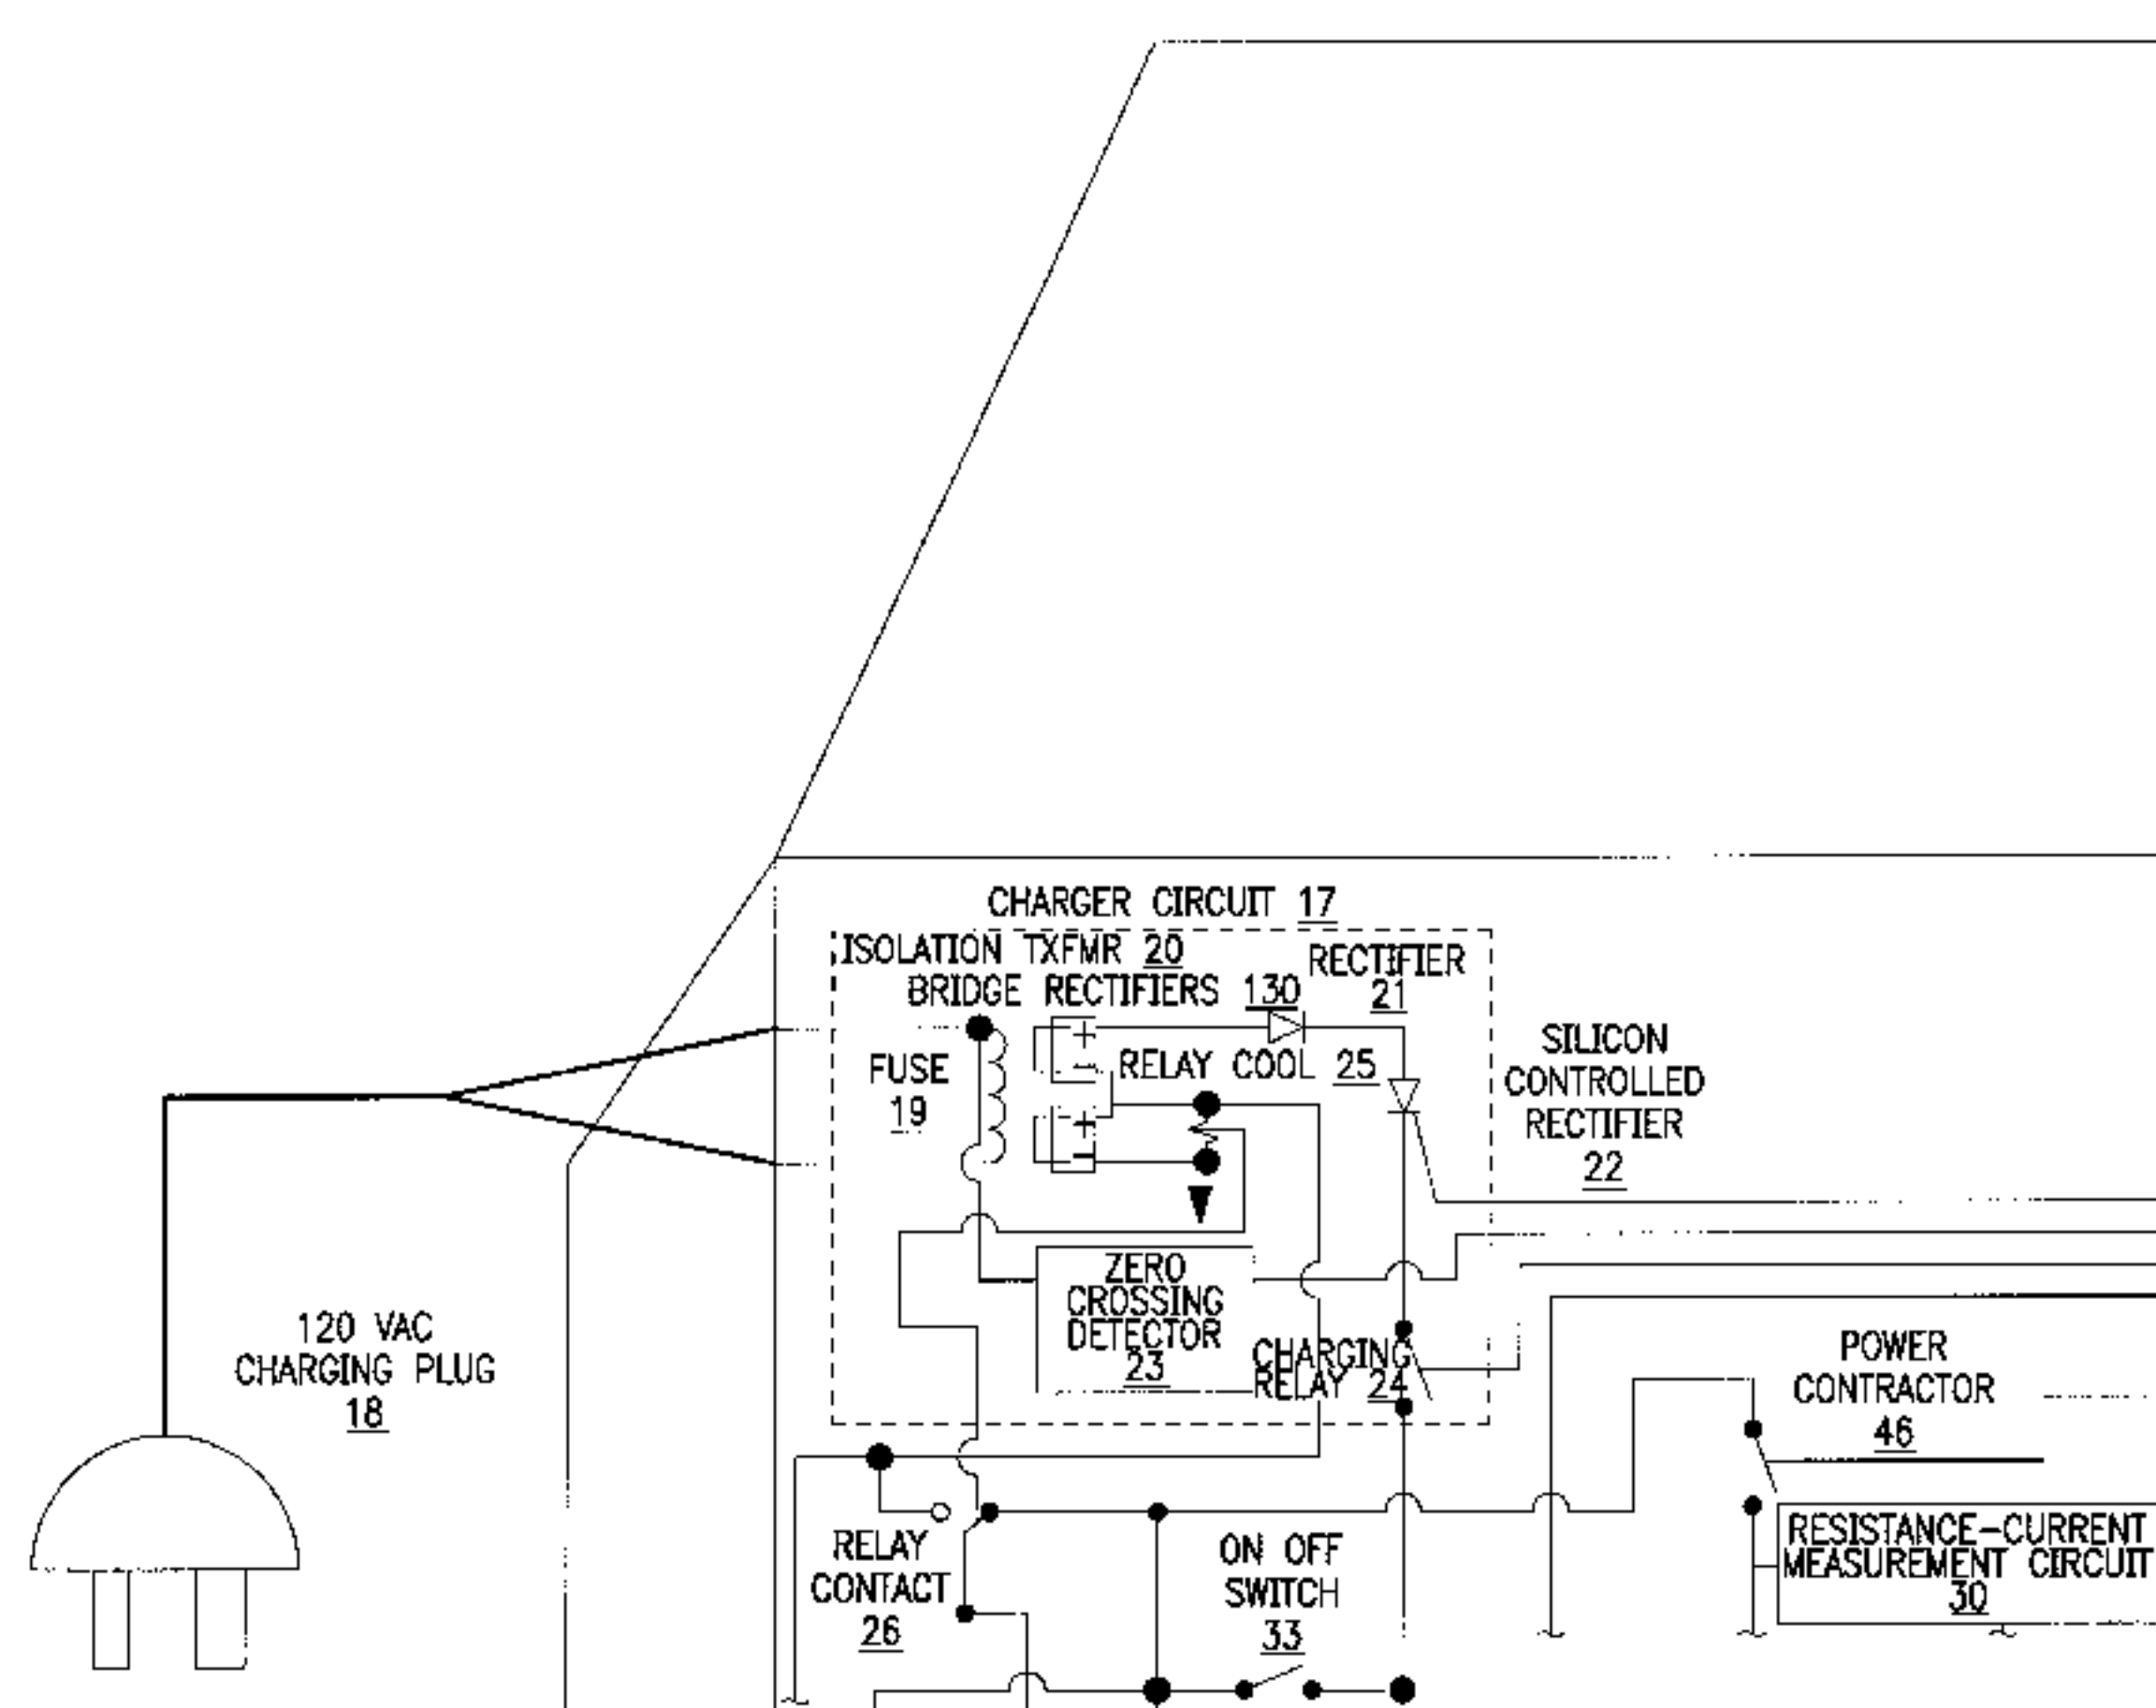 CHARGER CIRCUIT 17
ISOLATION TXFMR 20
BRIDGE RECTIFIERS 130
RECTIFIER
21
FUSE
19
RELAY COOL 25
SILICON
CONTROLLED
RECTIFIER
22
ZERO
CROSSING
DETECTOR
23
CHARGING
RELAY 24
120 VAC
CHARGING PLUG
18
POWER
CONTRACTOR
46
RELAY
CONTACT
26
ON OFF
SWITCH
33
RESISTANCE-CURRENT
MEASUREMENT CIRCUIT
30